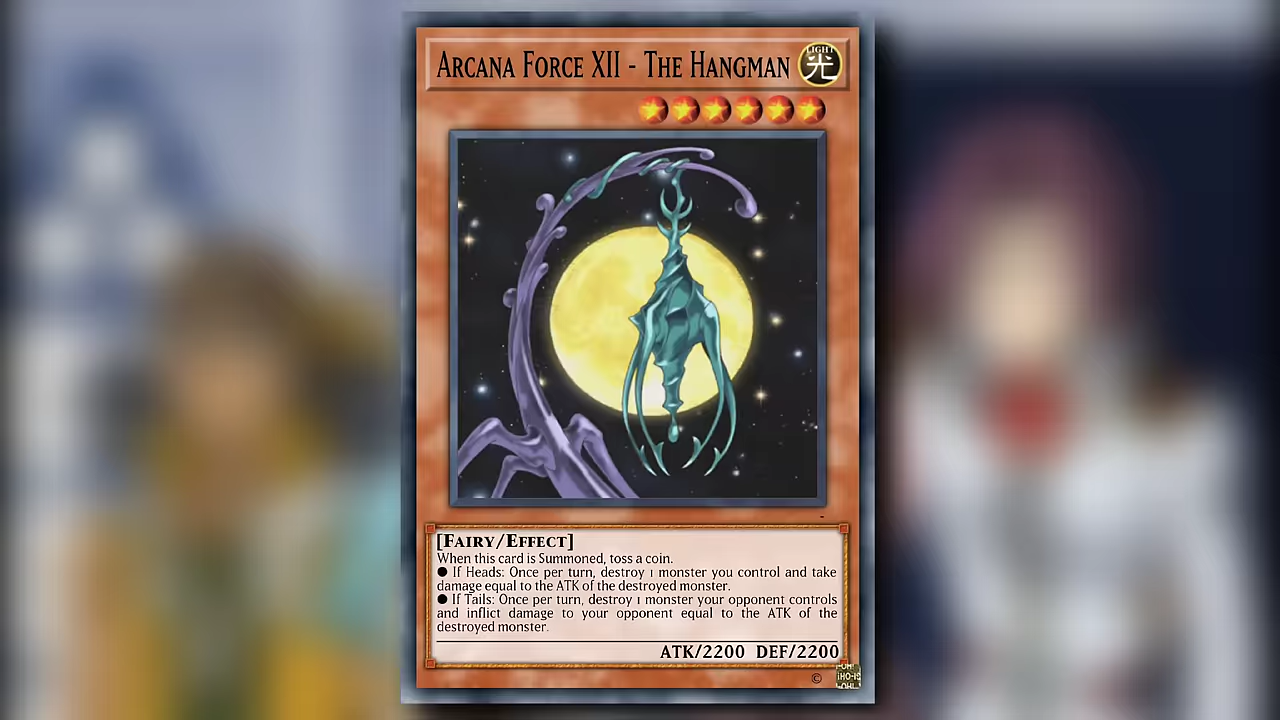 ARCANA FORCE XII - THE HANGMAN
LIGHT
光
[FAIRY/EFFECT]
When this card is Summoned, toss a coin.
● If Heads: Once per turn, destroy 1 monster you control and take
damage equal to the ATK of the destroyed monster.
● If Tails: Once per turn, destroy 1 monster your opponent controls
and inflict damage to your opponent equal to the ATK of the
destroyed monster.
ATK/2200 DEF/2200
©